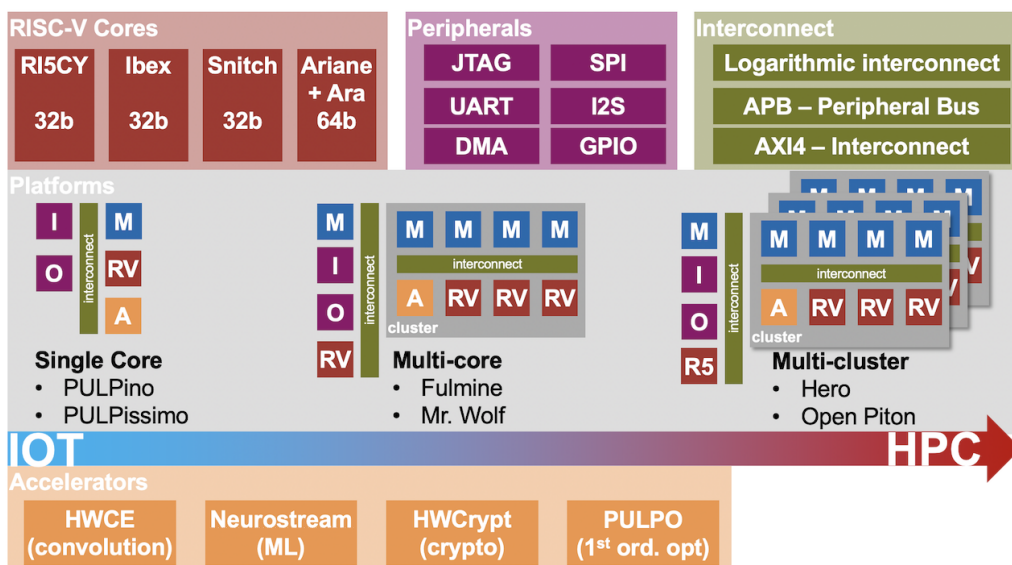 RISC-V Cores
RI5CY
32b
Ibex
32b
Snitch
32b
Ariane
+ Ara
64b
Peripherals
JTAG
SPI
UART
I2S
DMA
GPIO
Interconnect
Logarithmic interconnect
APB – Peripheral Bus
AXI4 – Interconnect
Platforms
I
O
interconnect
M
RV
A
Single Core
• PULPino
• PULPissimo
M
I
O
RV
interconnect
M M M M
interconnect
A RV RV RV
cluster
Multi-core
• Fulmine
• Mr. Wolf
M
I
O
R5
interconnect
M M M M
M M M M
M M M M
interconnect
A RV RV RV
RV
RV
cluster
Multi-cluster
• Hero
• Open Piton
IOT
HPC
Accelerators
HWCE
(convolution)
Neurostream
(ML)
HWCrypt
(crypto)
PULPO
(1st ord. opt)